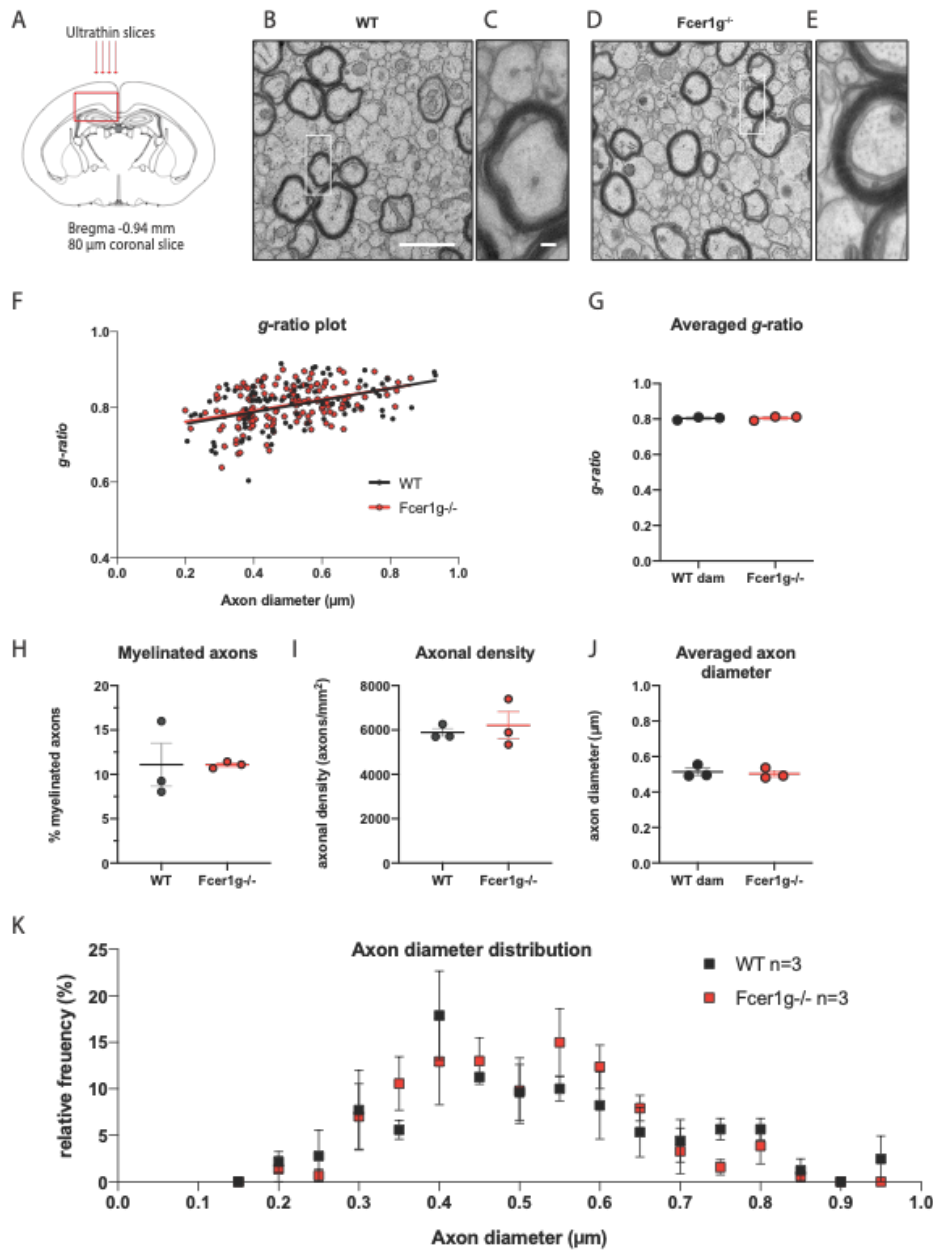 A
Ultrathin slices
Bregma -0.94 mm
80 µm coronal slice
B
WT
C
D
Fcer1g-/-
E
F
g-ratio plot
g-ratio
1.0
0.8
0.6
0.4
0.0
0.2
0.4
0.6
0.8
1.0
Axon diameter (µm)
WT
Fcer1g-/-
G
Averaged g-ratio
g-ratio
1.0
0.8
0.6
0.4
0.2
0.0
WT dam
Fcer1g-/-
H
Myelinated axons
% myelinated axons
20
15
10
5
0
WT
Fcer1g-/-
I
Axonal density
axonal density (axons/mm²)
8000
6000
4000
2000
0
WT
Fcer1g-/-
J
Averaged axon
diameter
axon diameter (µm)
1.0
0.8
0.6
0.4
0.2
0.0
WT dam
Fcer1g-/-
K
Axon diameter distribution
WT n=3
Fcer1g-/- n=3
relative freuency (%)
25
20
15
10
5
0
0.0
0.1
0.2
0.3
0.4
0.5
0.6
0.7
0.8
0.9
1.0
Axon diameter (µm)